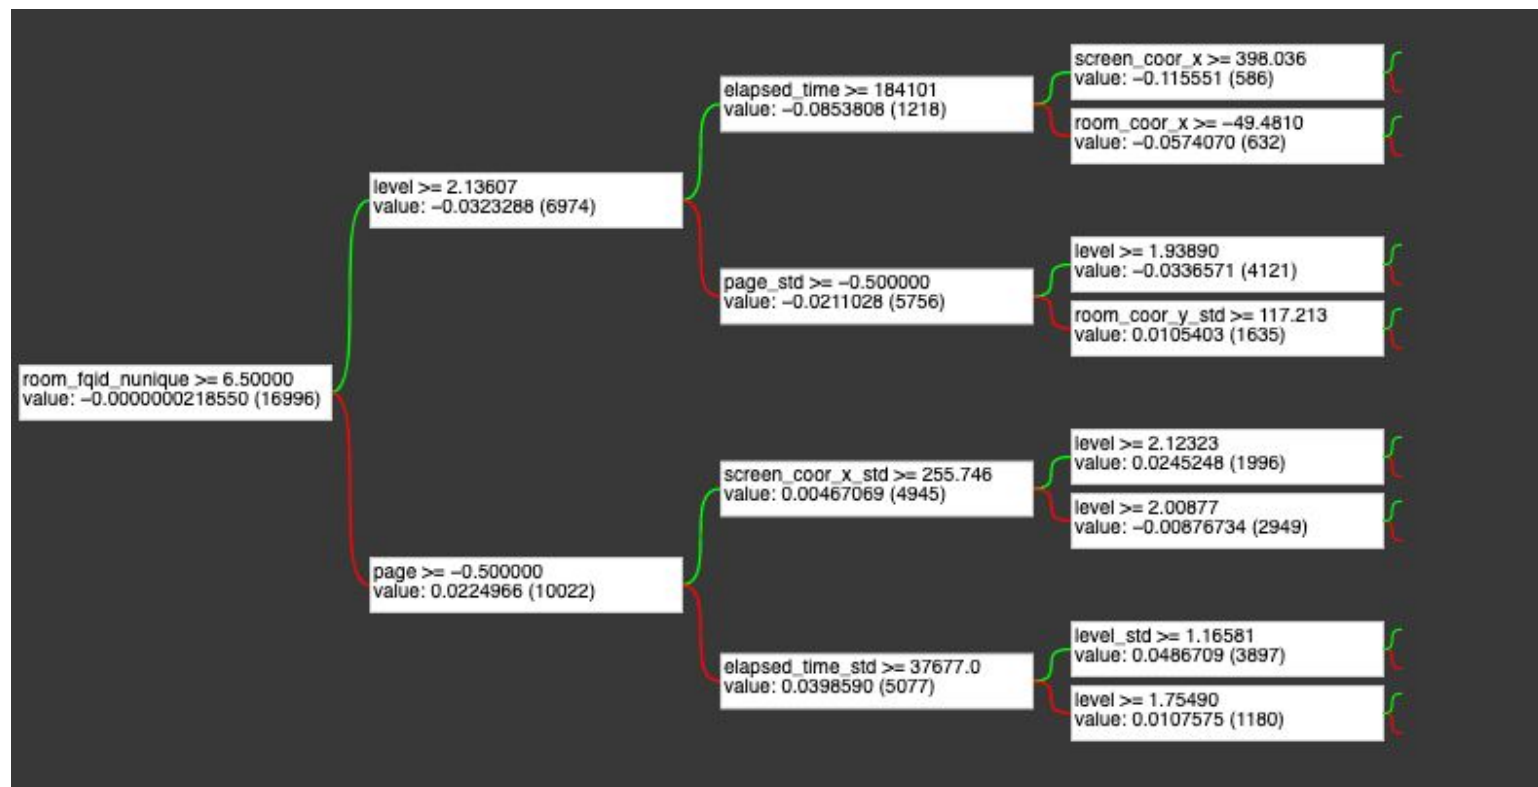 screen_coor_x >= 398.036
value: −0.115551 (586)
elapsed_time >= 184101
value: −0.0853808 (1218)
room_coor_x >= −49.4810
value: −0.0574070 (632)
level >= 2.13607
value: −0.0323288 (6974)
level >= 1.93890
value: −0.0336571 (4121)
page_std >= −0.500000
value: −0.0211028 (5756)
room_coor_y_std >= 117.213
value: 0.0105403 (1635)
room_fqid_nunique >= 6.50000
value: −0.0000000218550 (16996)
level >= 2.12323
value: 0.0245248 (1996)
screen_coor_x_std >= 255.746
value: 0.00467069 (4945)
level >= 2.00877
value: −0.00876734 (2949)
page >= −0.500000
value: 0.0224966 (10022)
level_std >= 1.16581
value: 0.0486709 (3897)
elapsed_time_std >= 37677.0
value: 0.0398590 (5077)
level >= 1.75490
value: 0.0107575 (1180)